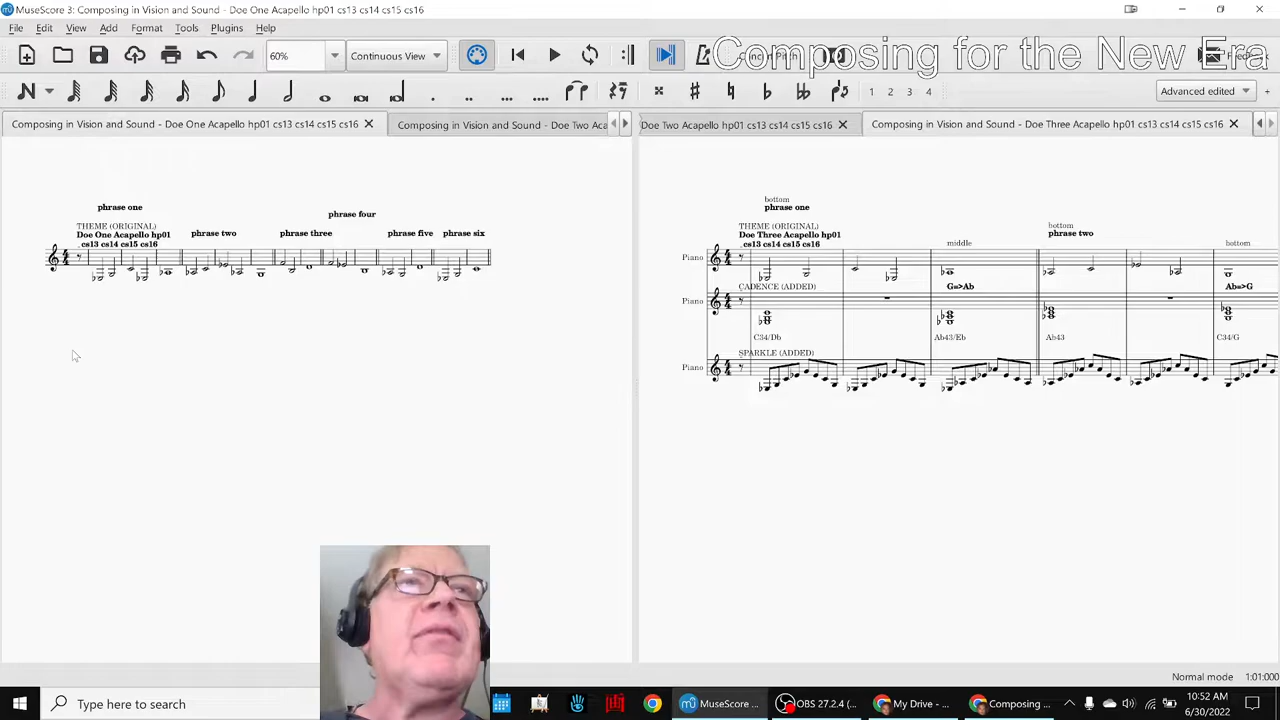 MuseScore 3: Composing in Vision and Sound - Doe One Acapello hp01 cs13 cs14 cs15 cs16
File Edit View Add Format Tools Plugins Help
60% Continuous View
Composing for the New Era
1 2 3 4 Advanced edited
Composing in Vision and Sound - Doe One Acapello hp01 cs13 cs14 cs15 cs16
Composing in Vision and Sound - Doe Two Aca
Doe Two Acapello hp01 cs13 cs14 cs15 cs16
Composing in Vision and Sound - Doe Three Acapello hp01 cs13 cs14 cs15 cs16
phrase one
phrase four
THEME (ORIGINAL)
Doe One Acapello hp01
cs13 cs14 cs15 cs16
phrase two
phrase three
phrase five
phrase six
bottom
phrase one
THEME (ORIGINAL)
Doe Three Acapello hp01
cs13 cs14 cs15 cs16
middle
bottom
phrase two
bottom
Piano
CADENCE (ADDED)
G=>Ab
Ab=>G
Piano
C34/Db
Ab43/Eb
Ab43
C34/G
SPARKLE (ADDED)
Piano
Normal mode 1:01:000
Type here to search
MuseScore ...
OBS 27.2.4 (...
My Drive - ...
Composing ...
10:52 AM
6/30/2022